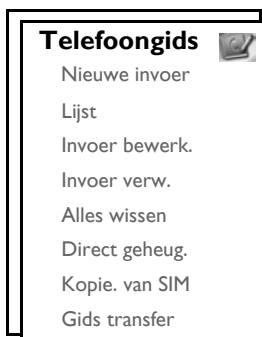 Telefoongids
Nieuwe invoer
Lijst
Invoer bewerk.
Invoer verw.
Alles wissen
Direct geheug.
Kopie. van SIM
Gids transfer